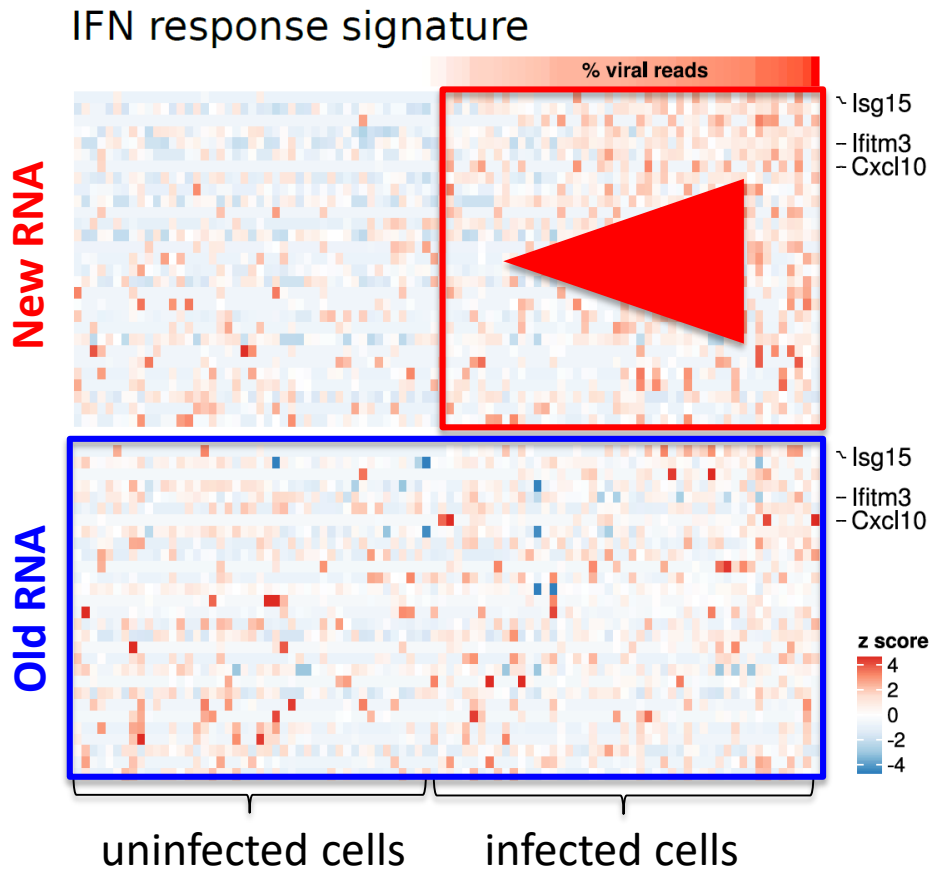 IFN response signature
% viral reads
New RNA
Isg15
Ifitm3
Cxcl10
Old RNA
Isg15
Ifitm3
Cxcl10
z score
4
2
0
-2
-4
uninfected cells
infected cells